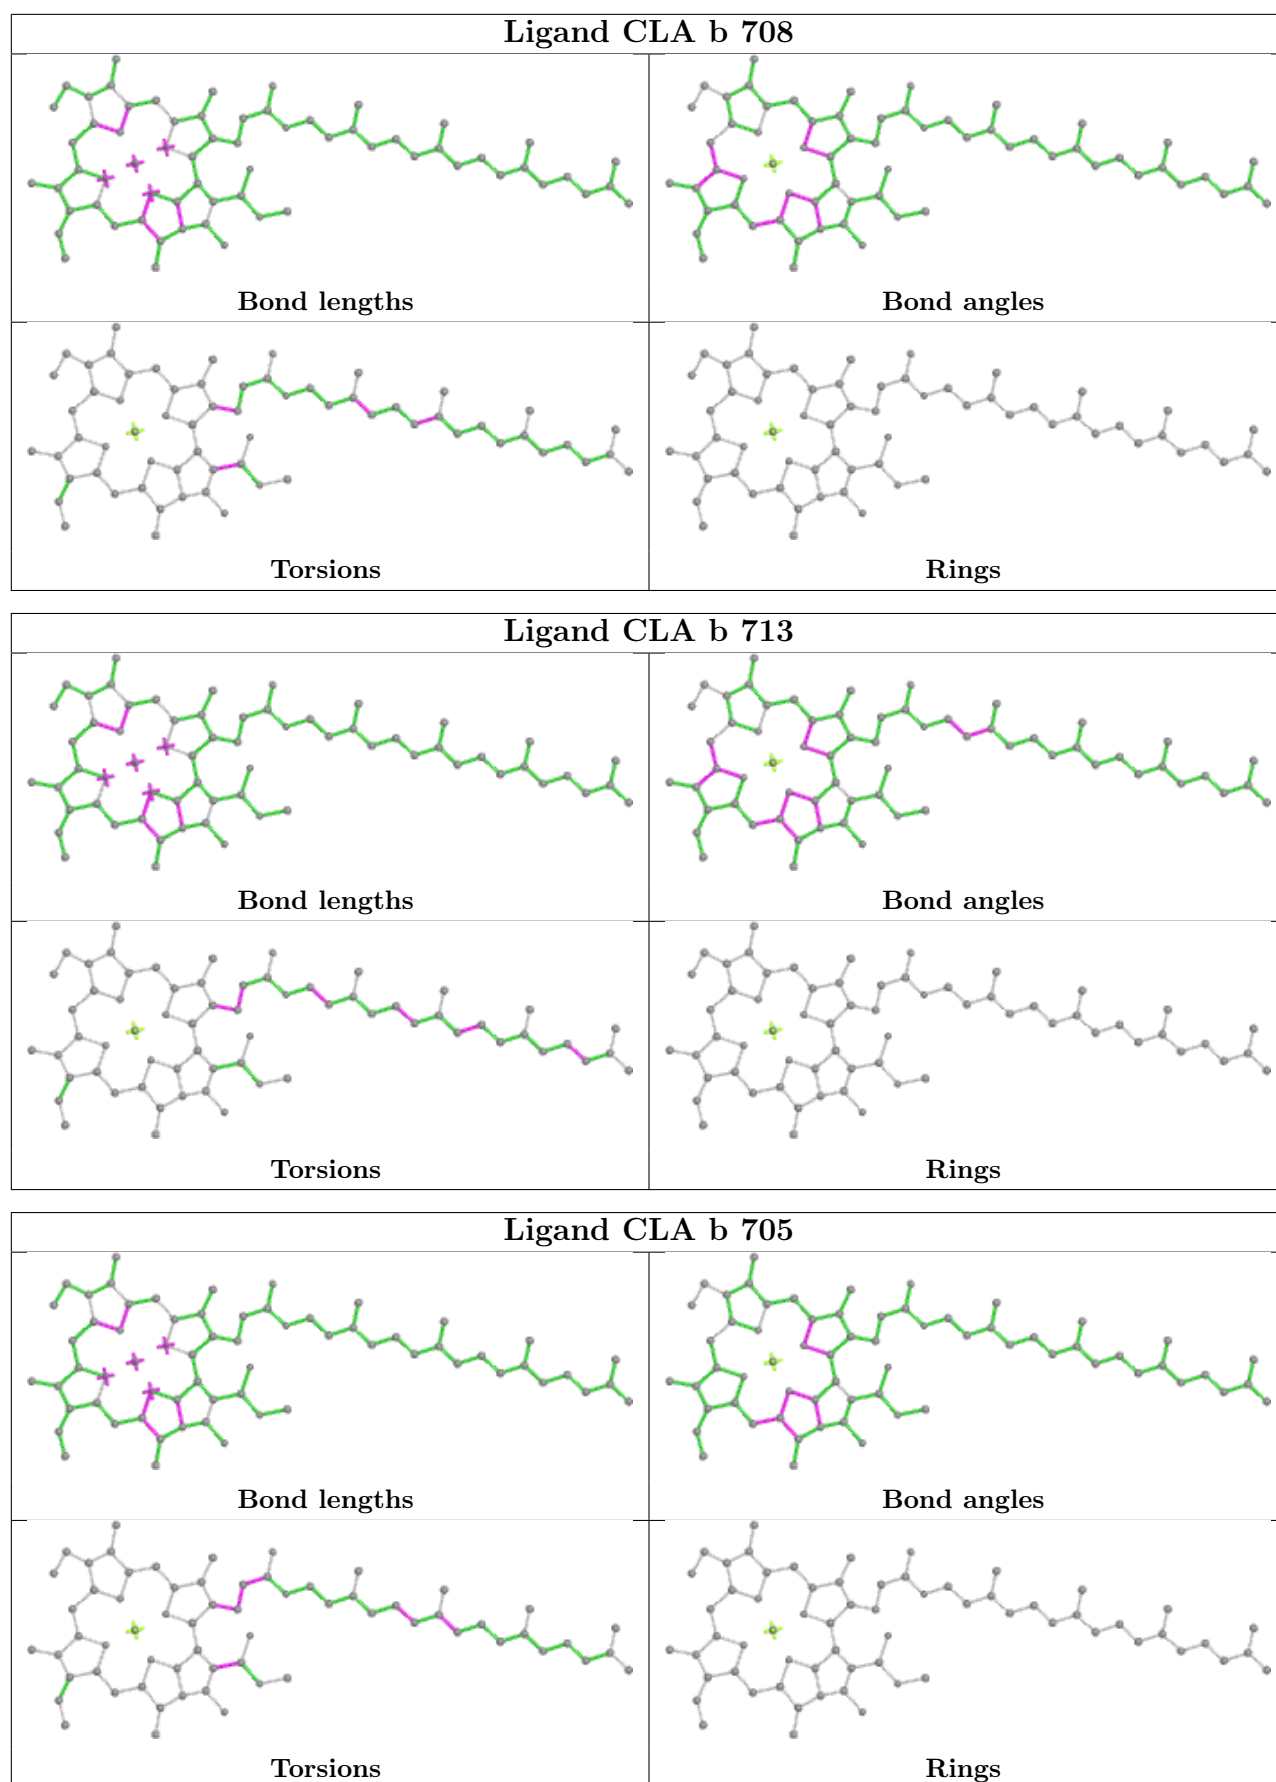 Ligand CLA b 708
Bond lengths
Bond angles
Torsions
Rings
Ligand CLA b 713
Bond lengths
Bond angles
Torsions
Rings
Ligand CLA b 705
Bond lengths
Bond angles
Torsions
Rings